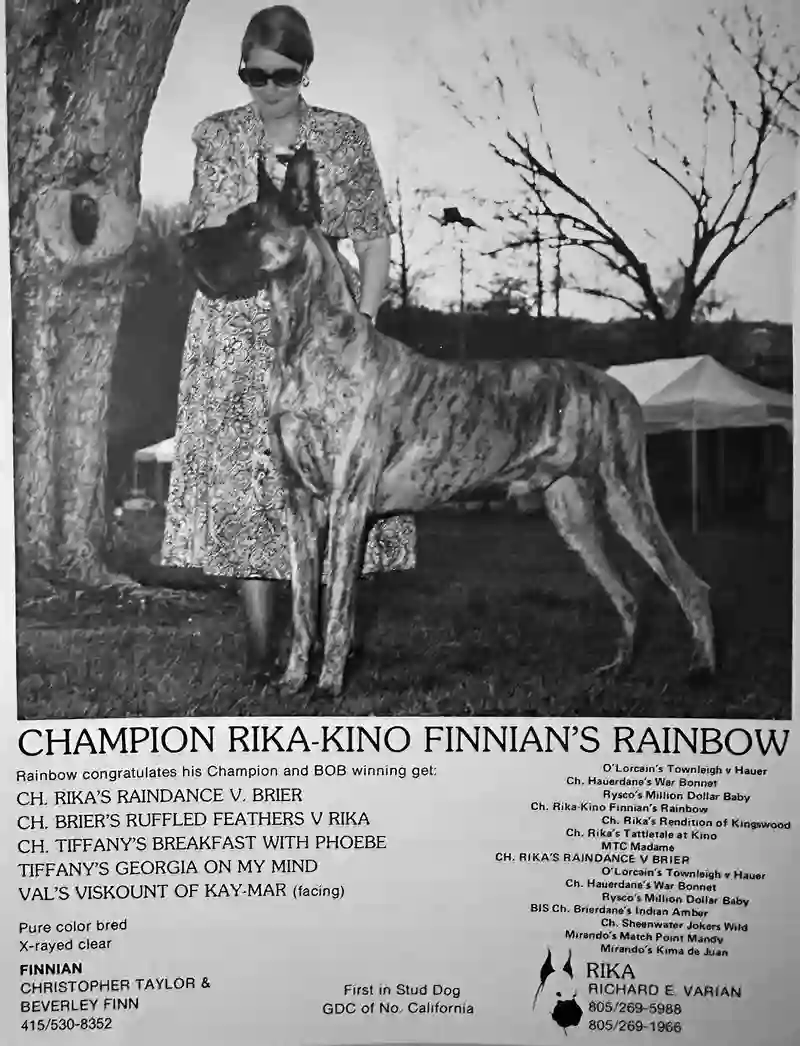 CHAMPION RIKA-KINO FINNIAN'S RAINBOW
Rainbow congratulates his Champion and BOB winning get:
CH. RIKA'S RAINDANCE V. BRIER
CH. BRIER'S RUFFLED FEATHERS V RIKA
CH. TIFFANY'S BREAKFAST WITH PHOEBE
TIFFANY'S GEORGIA ON MY MIND
VAL'S VISKOUNT OF KAY-MAR (facing)
Pure color bred
X-rayed clear
FINNIAN
CHRISTOPHER TAYLOR &
BEVERLEY FINN
415/530-8352
First in Stud Dog
GDC of No. California
O'Lorcain's Townleigh v Hauer
Ch. Hauerdane's War Bonnet
Rysco's Million Dollar Baby
Ch. Rika-Kino Finnian's Rainbow
Ch. Rika's Rendition of Kingswood
Ch. Rika's Tattletale at Kino
MTC Madame
CH. RIKA'S RAINDANCE V BRIER
O'Lorcain's Townleigh v Hauer
Ch. Hauerdane's War Bonnet
Rysco's Million Dollar Baby
BIS Ch. Brierdane's Indian Amber
Ch. Sheenwater Jokers Wild
Mirando's Match Point Mandy
Mirando's Kima de Juan
RIKA
RICHARD E. VARIAN
805/269-5988
805/269-1966